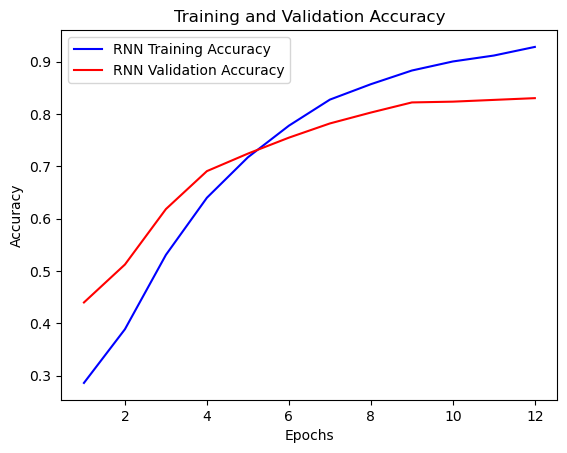 Training and Validation Accuracy
RNN Training Accuracy
RNN Validation Accuracy
Accuracy
0.9
0.8
0.7
0.6
0.5
0.4
0.3
2 4 6 8 10 12
Epochs